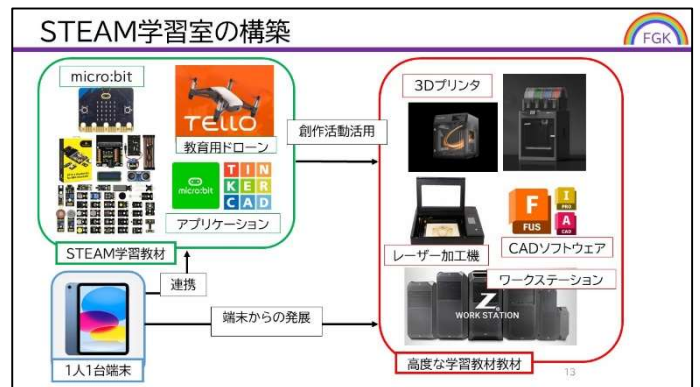 STEAM学習室の構築
FGK
micro:bit
TELLO
教育用ドローン
micro:bit
TIN
KER
CAD
アプリケーション
STEAM学習教材
創作活動活用
3Dプリンタ
レーザー加工機
F
FUS
I
PRO
A
CAD
CADソフトウェア
ワークステーション
Z
WORK STATION
高度な学習教材教材
連携
端末からの発展
1人1台端末
13